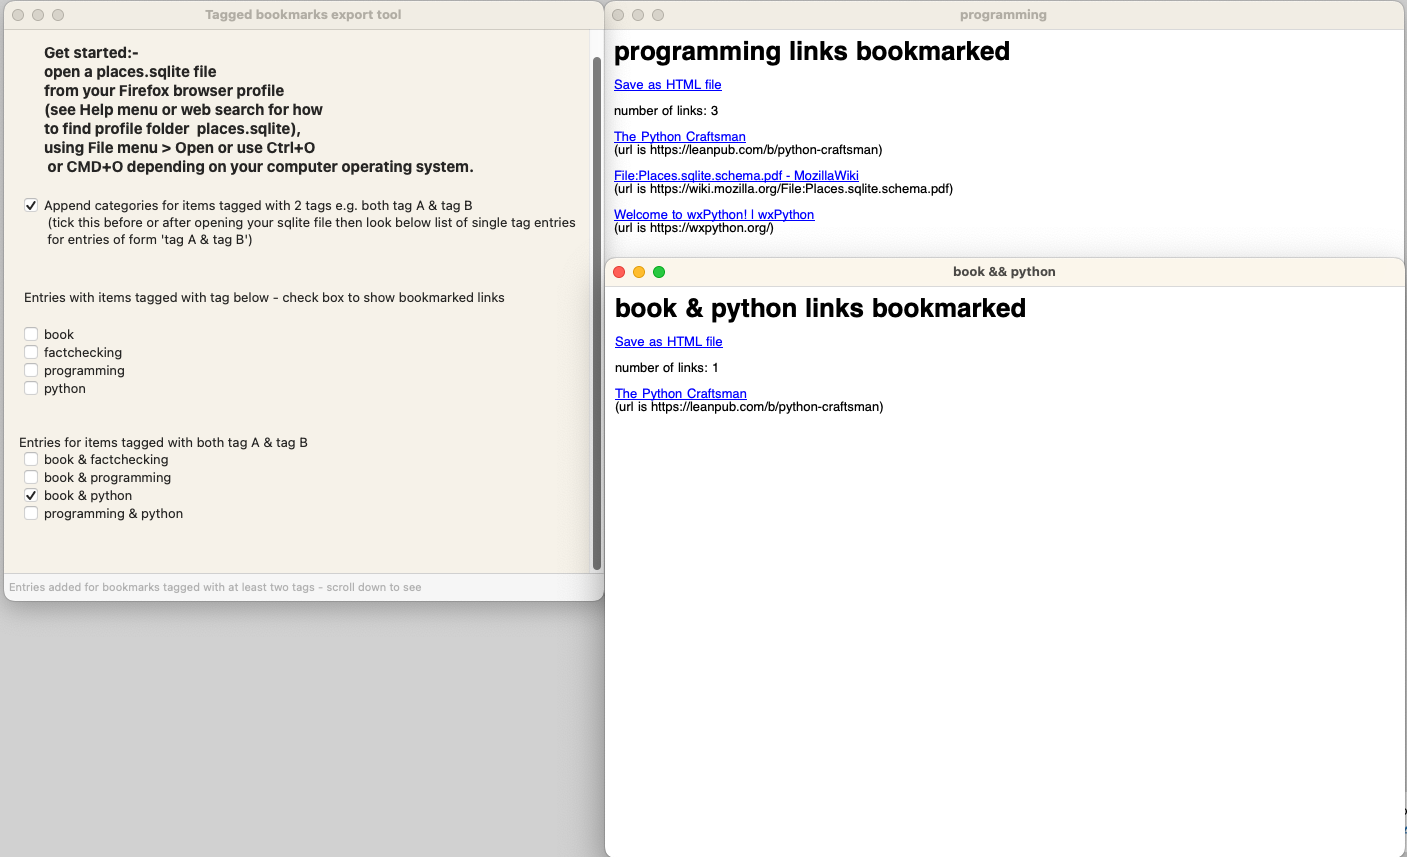 Tagged bookmarks export tool
Get started:-
open a places.sqlite file
from your Firefox browser profile
(see Help menu or web search for how
to find profile folder  places.sqlite),
using File menu > Open or use Ctrl+O
or CMD+O depending on your computer operating system.
Append categories for items tagged with 2 tags e.g. both tag A & tag B
(tick this before or after opening your sqlite file then look below list of single tag entries
for entries of form 'tag A & tag B')
Entries with items tagged with tag below - check box to show bookmarked links
book
factchecking
programming
python
Entries for items tagged with both tag A & tag B
book & factchecking
book & programming
book & python
programming & python
Entries added for bookmarks tagged with at least two tags - scroll down to see
programming
programming links bookmarked
Save as HTML file
number of links: 3
The Python Craftsman
(url is https://leanpub.com/b/python-craftsman)
File:Places.sqlite.schema.pdf - MozillaWiki
(url is https://wiki.mozilla.org/File:Places.sqlite.schema.pdf)
Welcome to wxPython! | wxPython
(url is https://wxpython.org/)
book && python
book & python links bookmarked
Save as HTML file
number of links: 1
The Python Craftsman
(url is https://leanpub.com/b/python-craftsman)